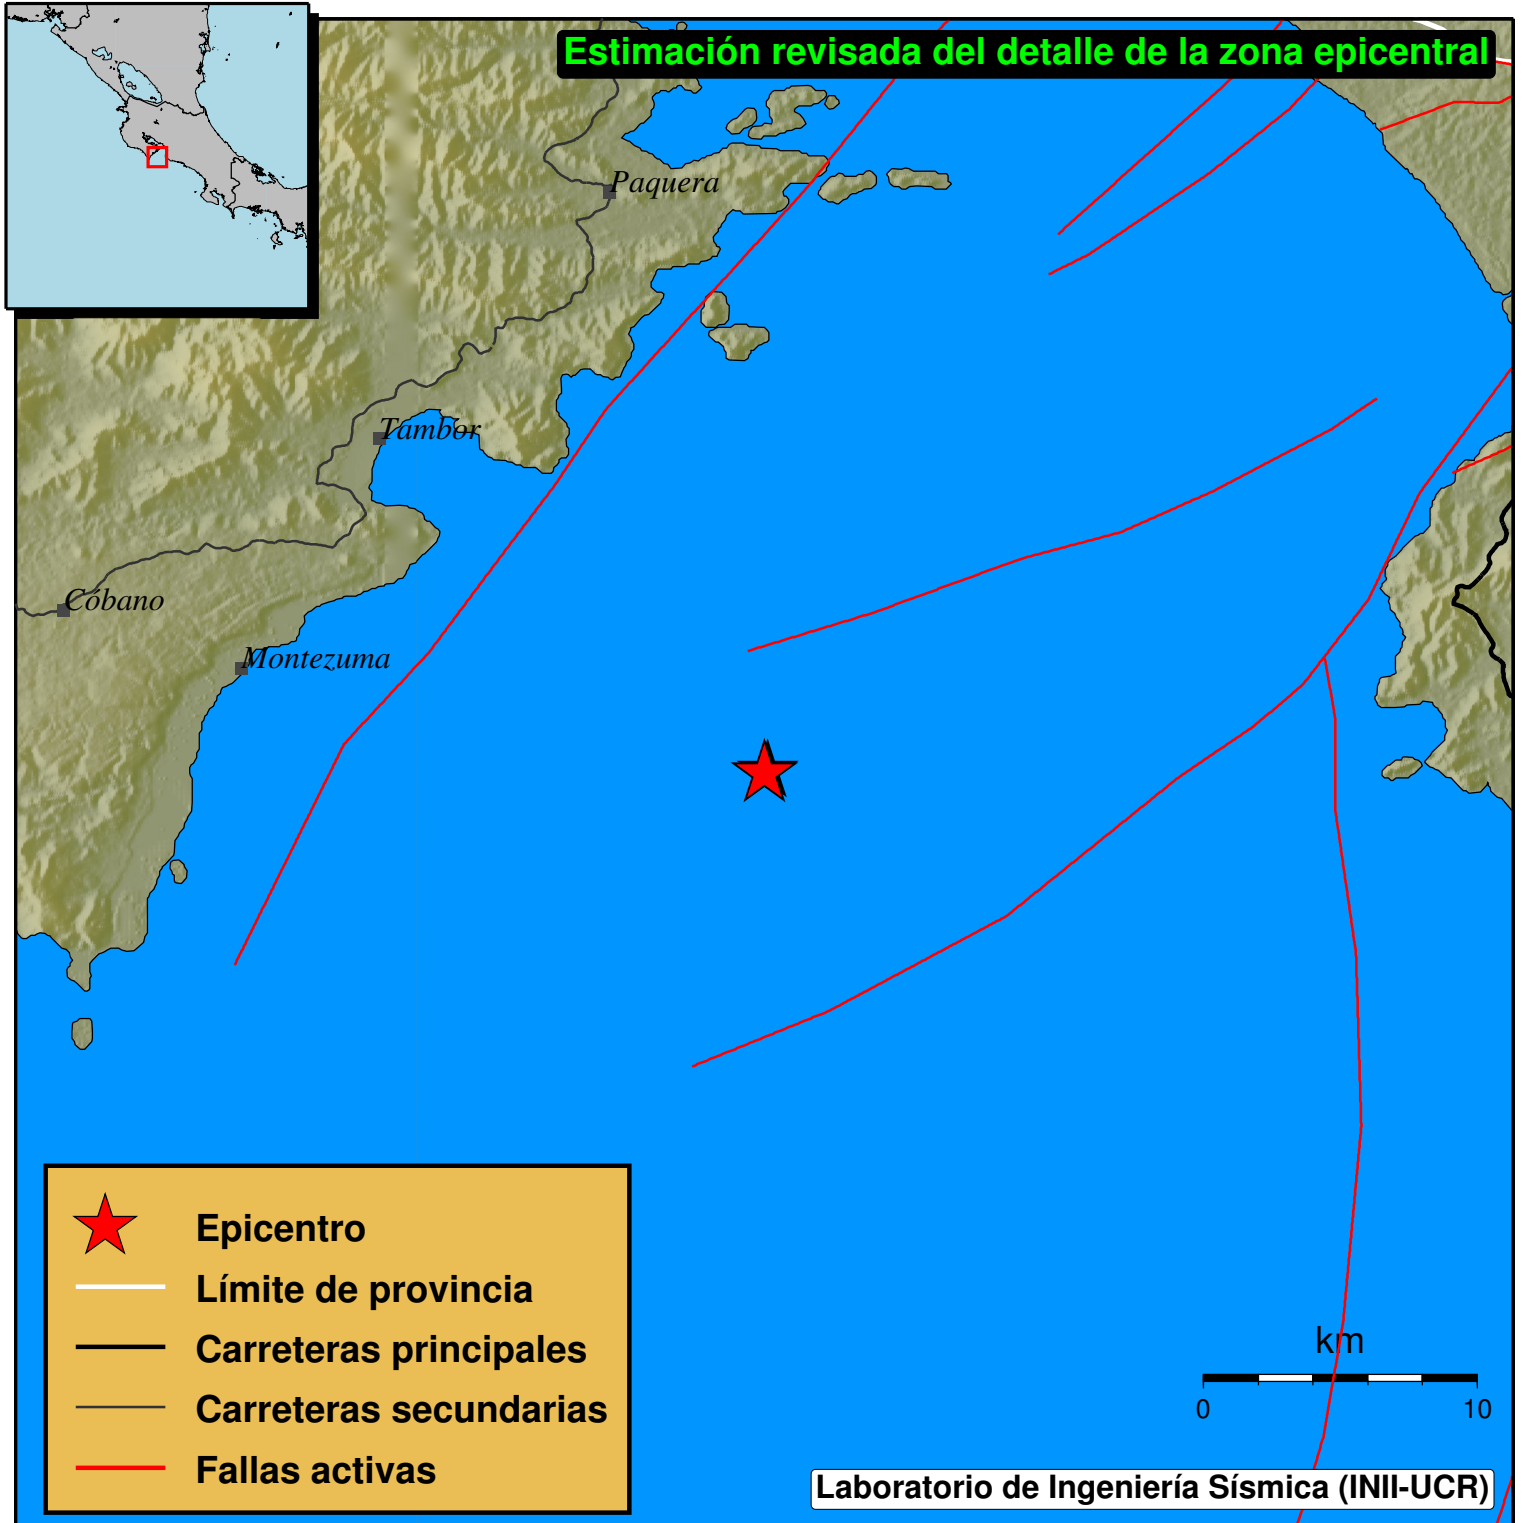 Estimación revisada del detalle de la zona epicentral
Paquera
Tambor
Cóbano
Montezuma
Epicentro
Límite de provincia
Carreteras principales
Carreteras secundarias
Fallas activas
km
0 10
Laboratorio de Ingeniería Sísmica (INII-UCR)